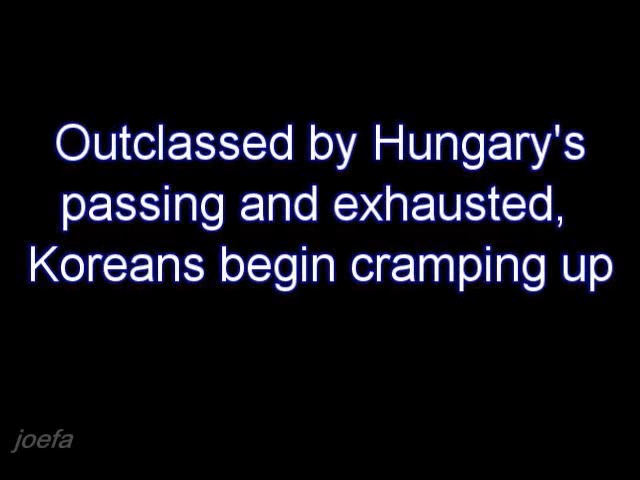 Outclassed by Hungary's
passing and exhausted,
Koreans begin cramping up
joefa